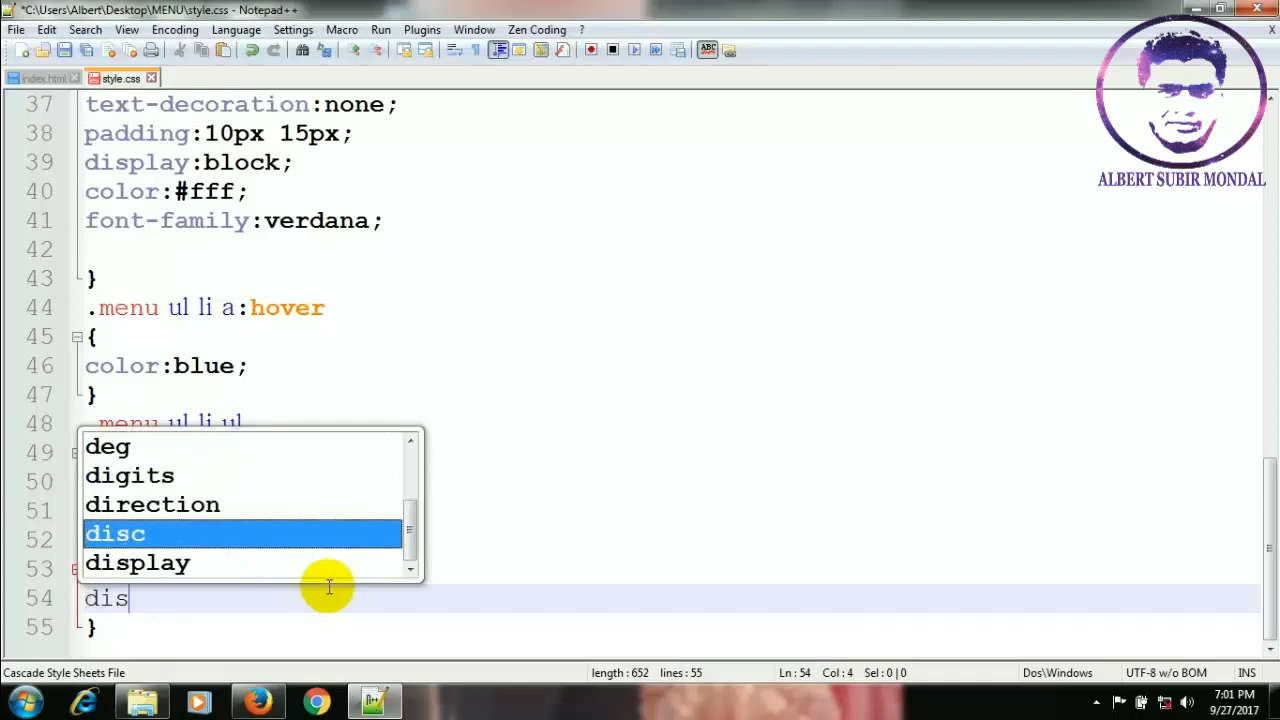 *C:\Users\Albert\Desktop\MENU\style.css - Notepad++
File Edit Search View Encoding Language Settings Macro Run Plugins Window Zen Coding ? X
index.html style.css
ALBERT SUBIR MONDAL
37 text-decoration:none;
38 padding:10px 15px;
39 display:block;
40 color:#fff;
41 font-family:verdana;
42
43 }
44 .menu ul li a:hover
45 {
46 color:blue;
47 }
48 .menu ul li ul
49 deg
50 digits
51 direction
52 disc
53 display
54 dis
55 }
Cascade Style Sheets File length : 652 lines : 55 Ln : 54 Col : 4 Sel : 0 | 0 Dos\Windows UTF-8 w/o BOM INS
7:01 PM
9/27/2017